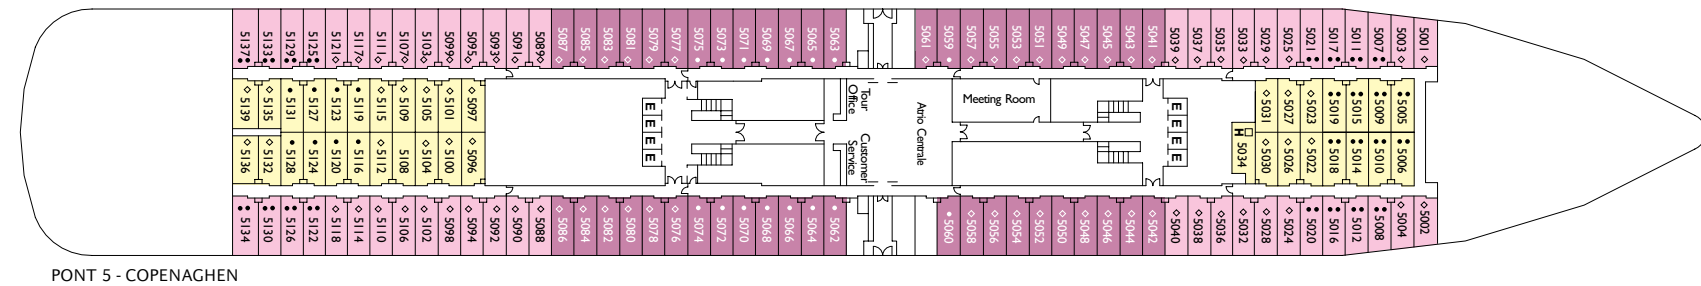 5137 5133 5129 5125 5121 5117 5111 5107 5103 5099 5095 5093 5091 5089 5087 5085 5083 5081 5079 5077 5075 5073 5071 5069 5067 5065 5063 5061 5059 5057 5055 5053 5051 5049 5047 5045 5043 5041 5039 5037 5035 5033 5029 5025 5021 5017 5011 5007 5003 5001
5139 5135 5131 5127 5123 5119 5115 5109 5105 5101 5097
E
E
E
E
Tour
Office
Customer
Service
Atrio Centrale
Meeting Room
E
E
E
E
H
5034
5031 5027 5023 5019 5015 5009 5005
5136 5132 5128 5124 5120 5116 5112 5108 5104 5100 5096
5030 5026 5022 5018 5014 5010 5006
5134 5130 5126 5122 5118 5114 5110 5106 5102 5098 5094 5092 5090 5088 5086 5084 5082 5080 5078 5076 5074 5072 5070 5068 5066 5064 5062 5060 5058 5056 5054 5052 5050 5048 5046 5044 5042 5040 5038 5036 5032 5028 5024 5020 5016 5012 5008 5004 5002
PONT 5 - COPENAGHEN